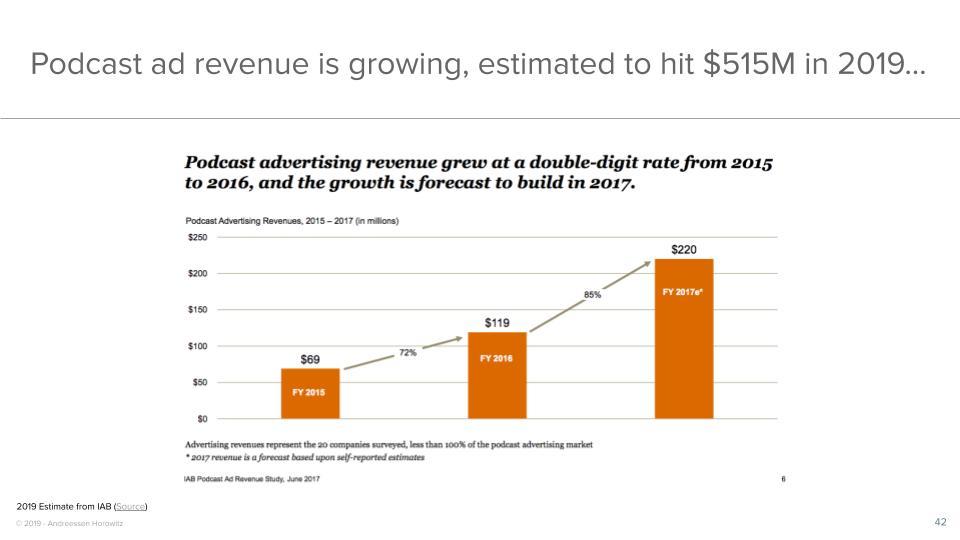 Podcast ad revenue is growing, estimated to hit $515M in 2019...
Podcast advertising revenue grew at a double-digit rate from 2015
to 2016, and the growth is forecast to build in 2017.
Podcast Advertising Revenues, 2015 – 2017 (in millions)
$250
$220
$200
FY 2017e*
85%
$150
$119
$100
72%
FY 2016
$69
$50
FY 2015
$0
Advertising revenues represent the 20 companies surveyed, less than 100% of the podcast advertising market
* 2017 revenue is a forecast based upon self-reported estimates
IAB Podcast Ad Revenue Study, June 2017
6
2019 Estimate from IAB (Source)
© 2019 - Andreessen Horowitz
42